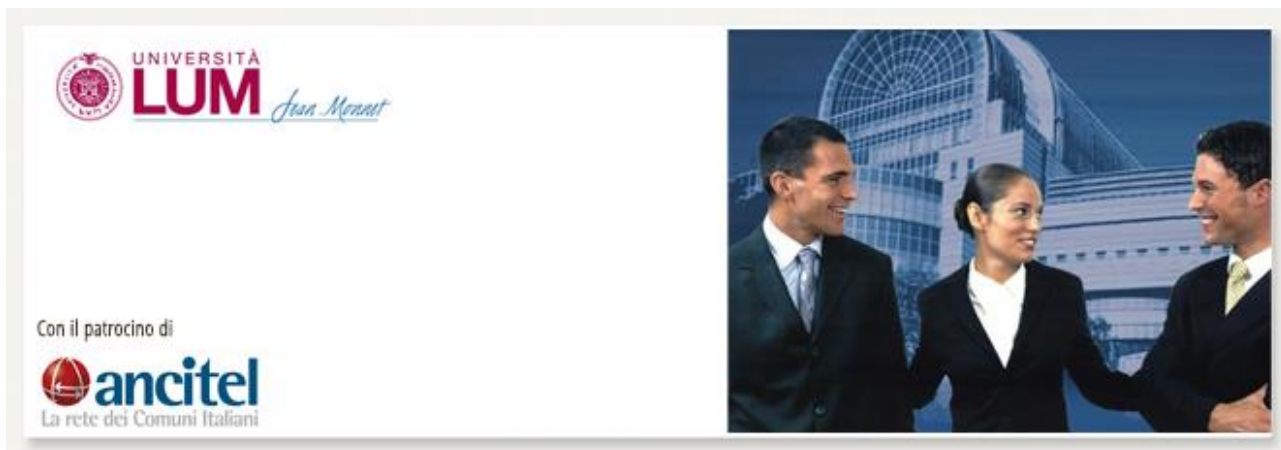 UNIVERSITÀ
LUM Jean Monnet
Con il patrocino di
ancitel
La rete dei Comuni Italiani